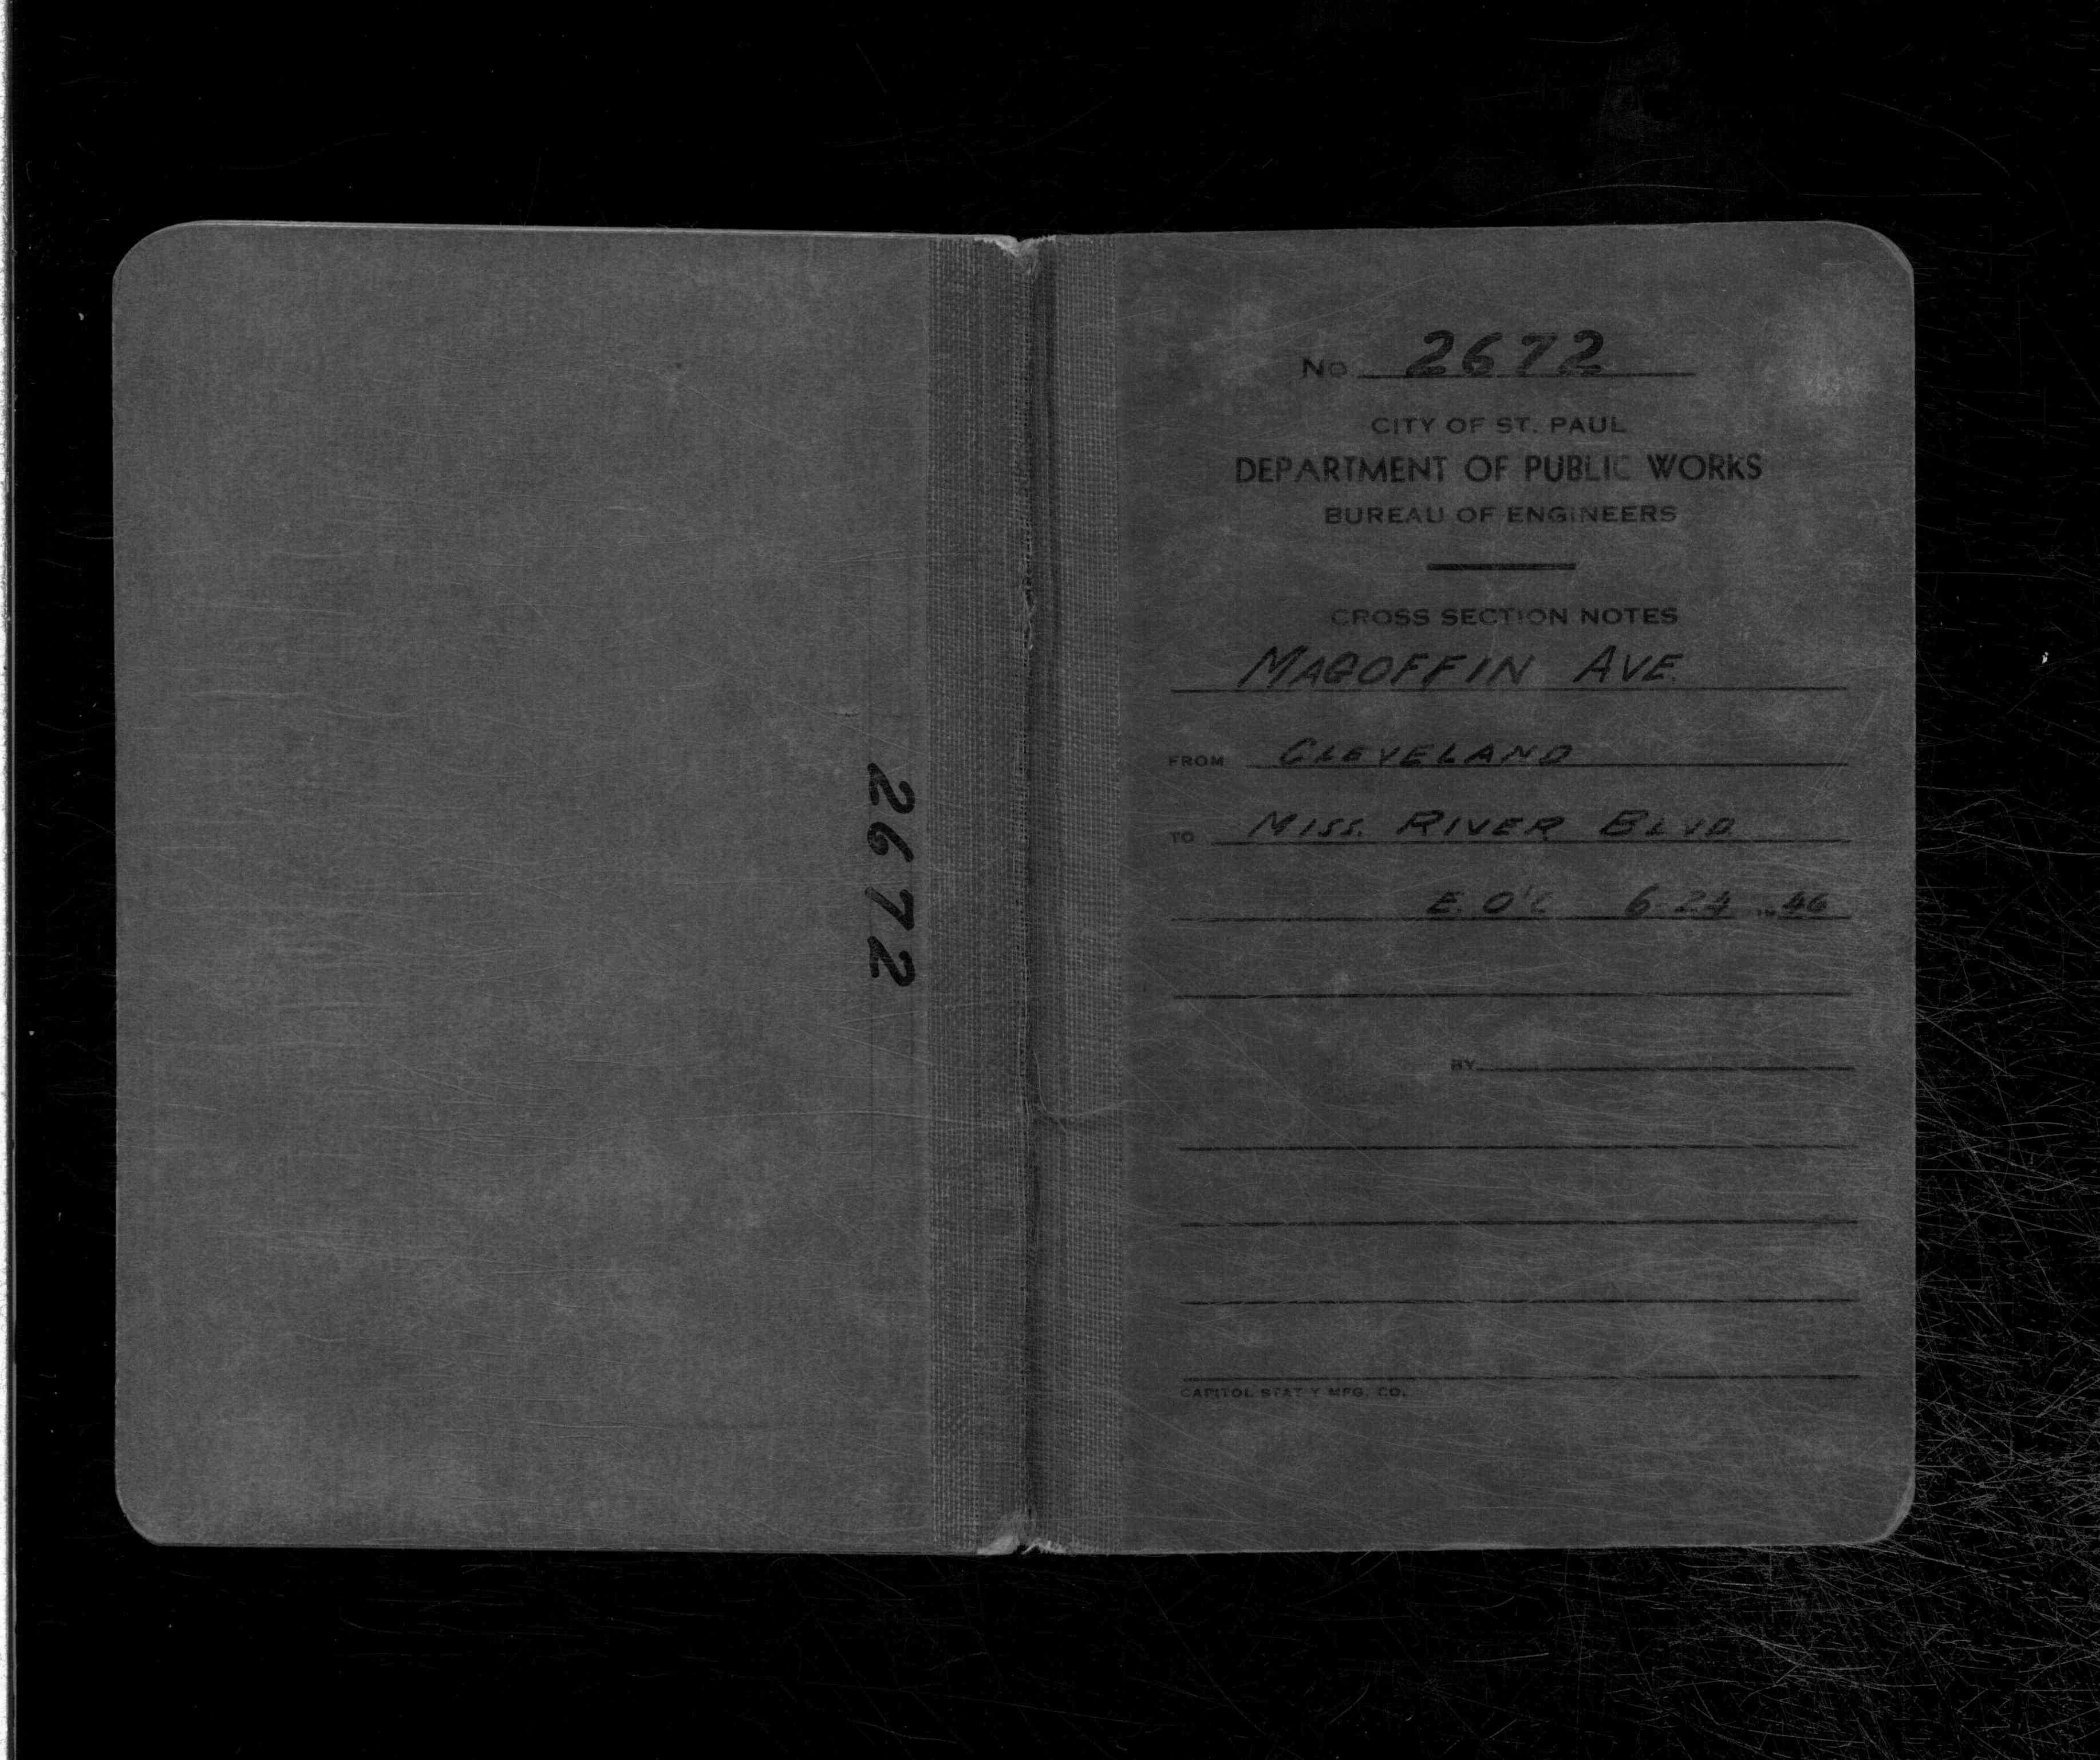 2672
No 2672
CITY OF ST. PAUL
DEPARTMENT OF PUBLIC WORKS
BUREAU OF ENGINEERS
CROSS SECTION NOTES
MAGOFFIN AVE.
FROM CLEVELAND
TO MISS. RIVER BLVD.
E. O'C 6-24 1946
BY
CAPITOL STAT'Y MFG. CO.